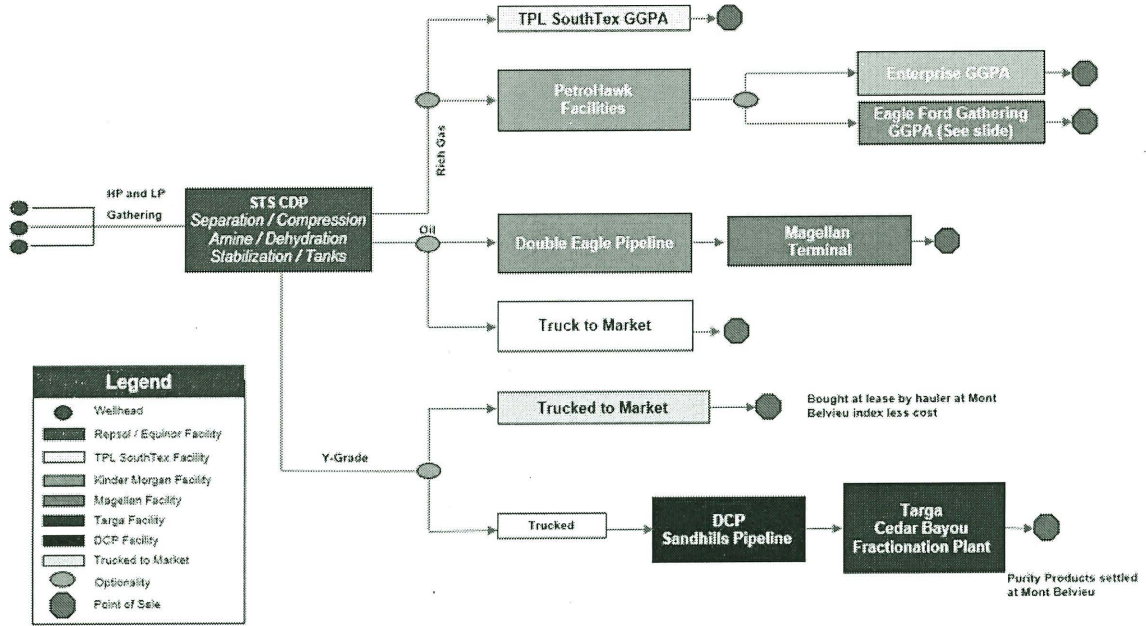 TPL SouthTex GGPA
PetroHawk
Facilities
Enterprise GGPA
Eagle Ford Gathering
GGPA (See slide)
Rich Gas
HP and LP
Gathering
STS CDP
Separation / Compression
Amine / Dehydration
Stabilization / Tanks
Oil
Double Eagle Pipeline
Magellan
Terminal
Truck to Market
Legend
Wellhead
Repsol / Equinor Facility
TPL SouthTex Facility
Kinder Morgan Facility
Magellan Facility
Targa Facility
DCP Facility
Trucked to Market
Optionality
Point of Sale
Y-Grade
Trucked to Market
Bought at lease by hauler at Mont
Belvieu index less cost
Trucked
DCP
Sandhills Pipeline
Targa
Cedar Bayou
Fractionation Plant
Purity Products settled
at Mont Belvieu